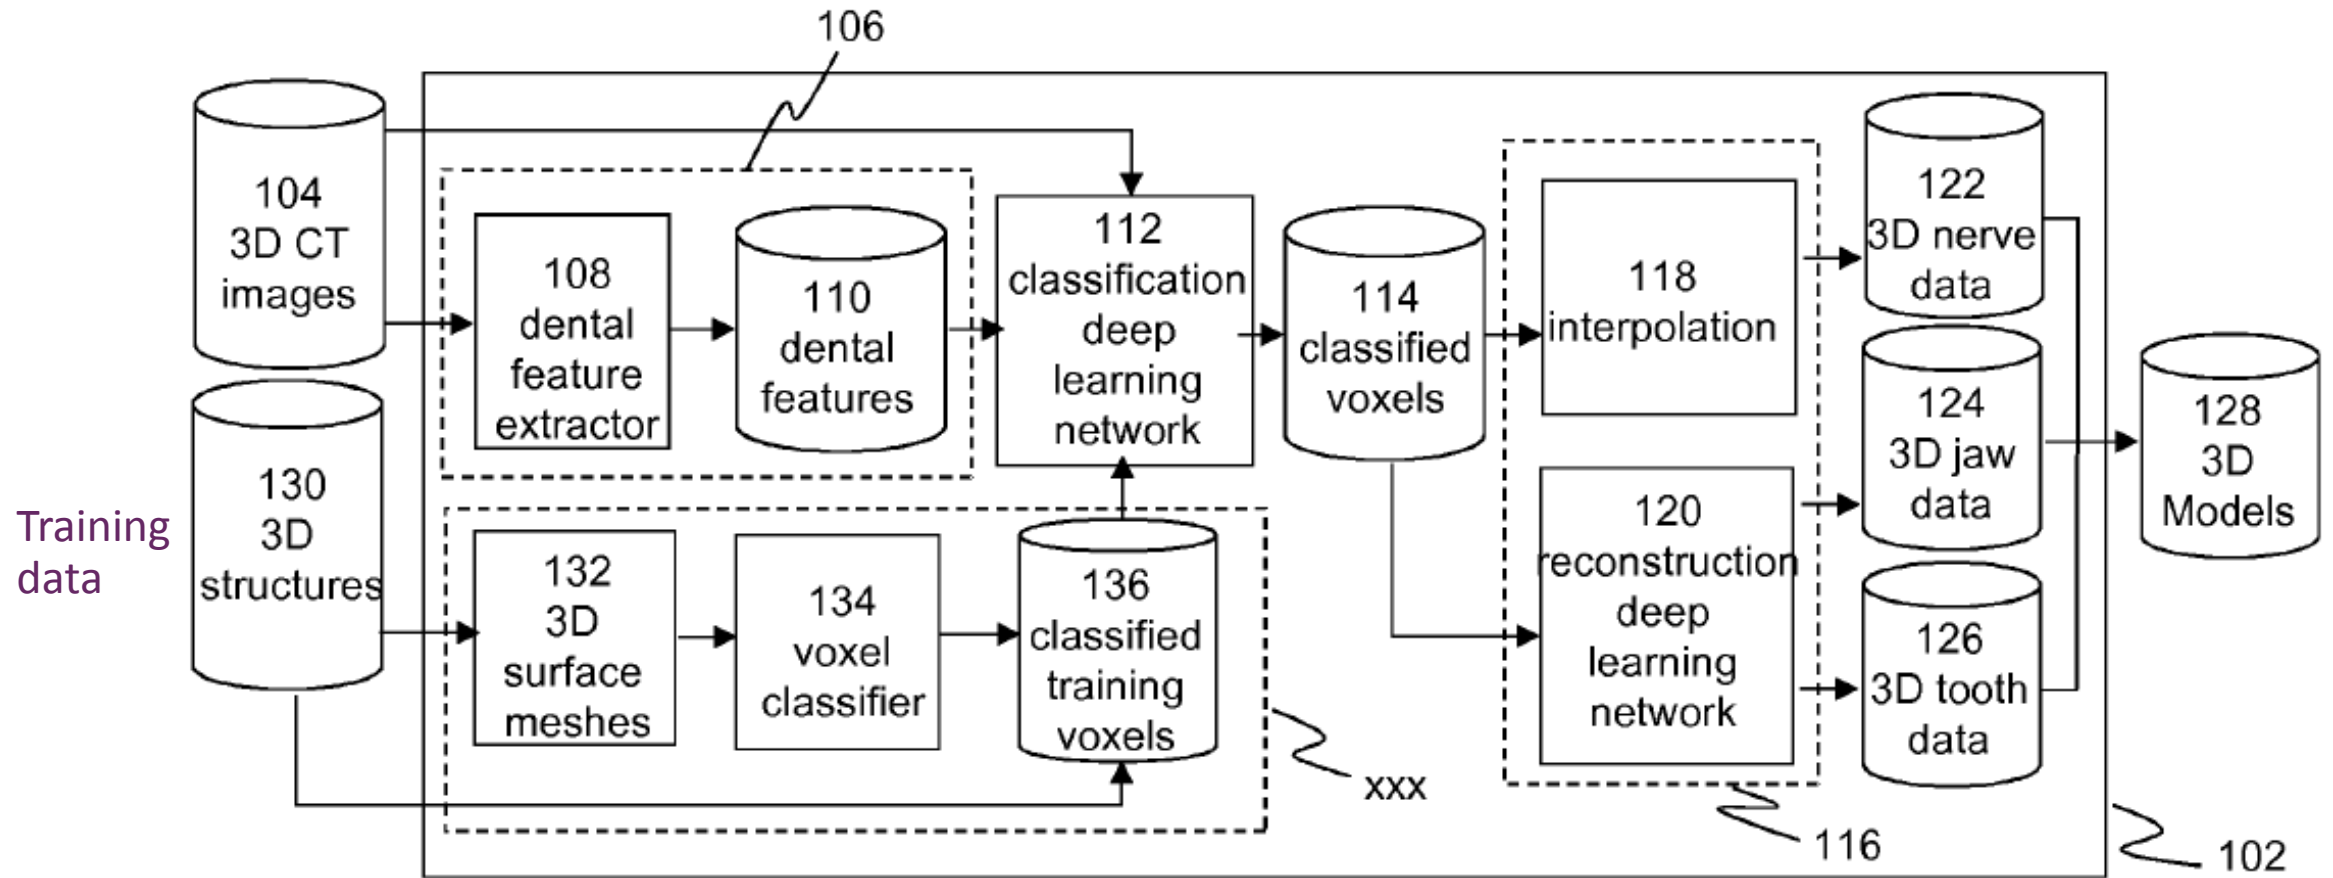 106
104
3D CT
images
108
dental
feature
extractor
110
dental
features
112
classification
deep
learning
network
114
classified
voxels
118
interpolation
122
3D nerve
data
124
3D jaw
data
128
3D
Models
Training
data
130
3D
structures
132
3D
surface
meshes
134
voxel
classifier
136
classified
training
voxels
120
reconstruction
deep
learning
network
126
3D tooth
data
xxx
116
102